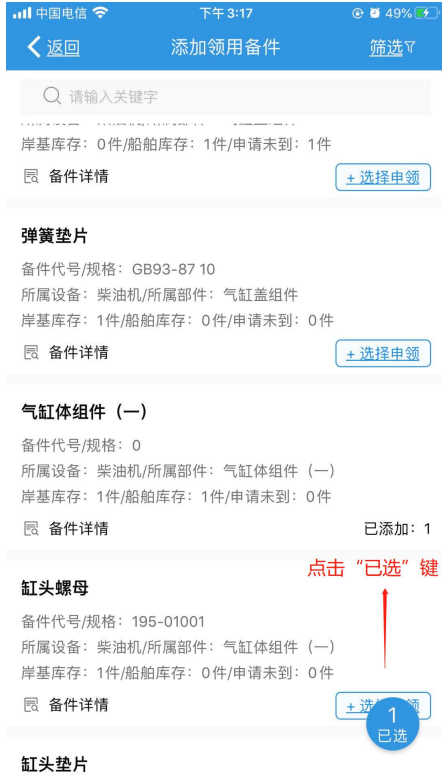 中国电信
下午3:17
49%
返回
添加领用备件
筛选
请输入关键字
岸基库存：0件/船舶库存：1件/申请未到：1件
备件详情
+ 选择申领
弹簧垫片
备件代号/规格：GB93-87 10
所属设备：柴油机/所属部件：气缸盖组件
岸基库存：1件/船舶库存：0件/申请未到：0件
备件详情
+ 选择申领
气缸体组件（一）
备件代号/规格：0
所属设备：柴油机/所属部件：气缸体组件（一）
岸基库存：1件/船舶库存：1件/申请未到：0件
备件详情
已添加：1
点击“已选”键
缸头螺母
备件代号/规格：195-01001
所属设备：柴油机/所属部件：气缸体组件（一）
岸基库存：1件/船舶库存：0件/申请未到：0件
备件详情
+ 选
1
已选
缸头垫片